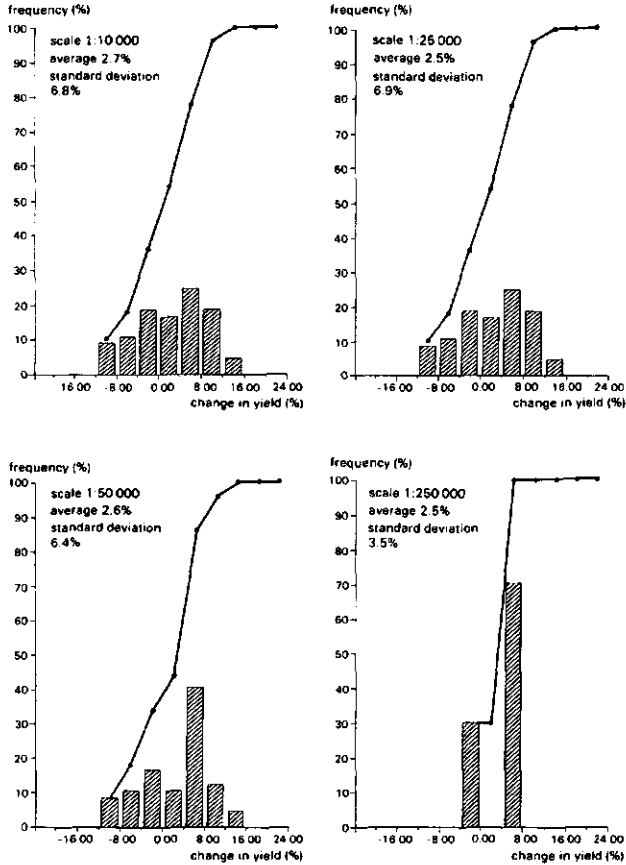 frequency (%)
100
90
80
70
60
50
40
30
20
10
0
scale 1:10 000
average 2.7%
standard deviation
6.8%
16 00 -8 00 0 00 8 00 16 00 24 00
change in yield (%)
frequency (%)
100
90
80
70
60
50
40
30
20
10
0
scale 1:25 000
average 2.5%
standard deviation
6.9%
16 00 -8 00 0.00 8 00 16 00 24 00
change in yield (%)
frequency (%)
100
90
80
70
60
50
40
30
20
10
0
scale 1:50 000
average 2.6%
standard deviation
6.4%
-16 00 -8 00 0.00 8 00 16 00 24 00
change in yield (%)
frequency (%)
100
90
80
70
60
50
40
30
20
10
0
scale 1:250 000
average 2.5%
standard deviation
3.5%
-16 00 -8 00 0.00 8 00 16 00 24 00
change in yield (%)